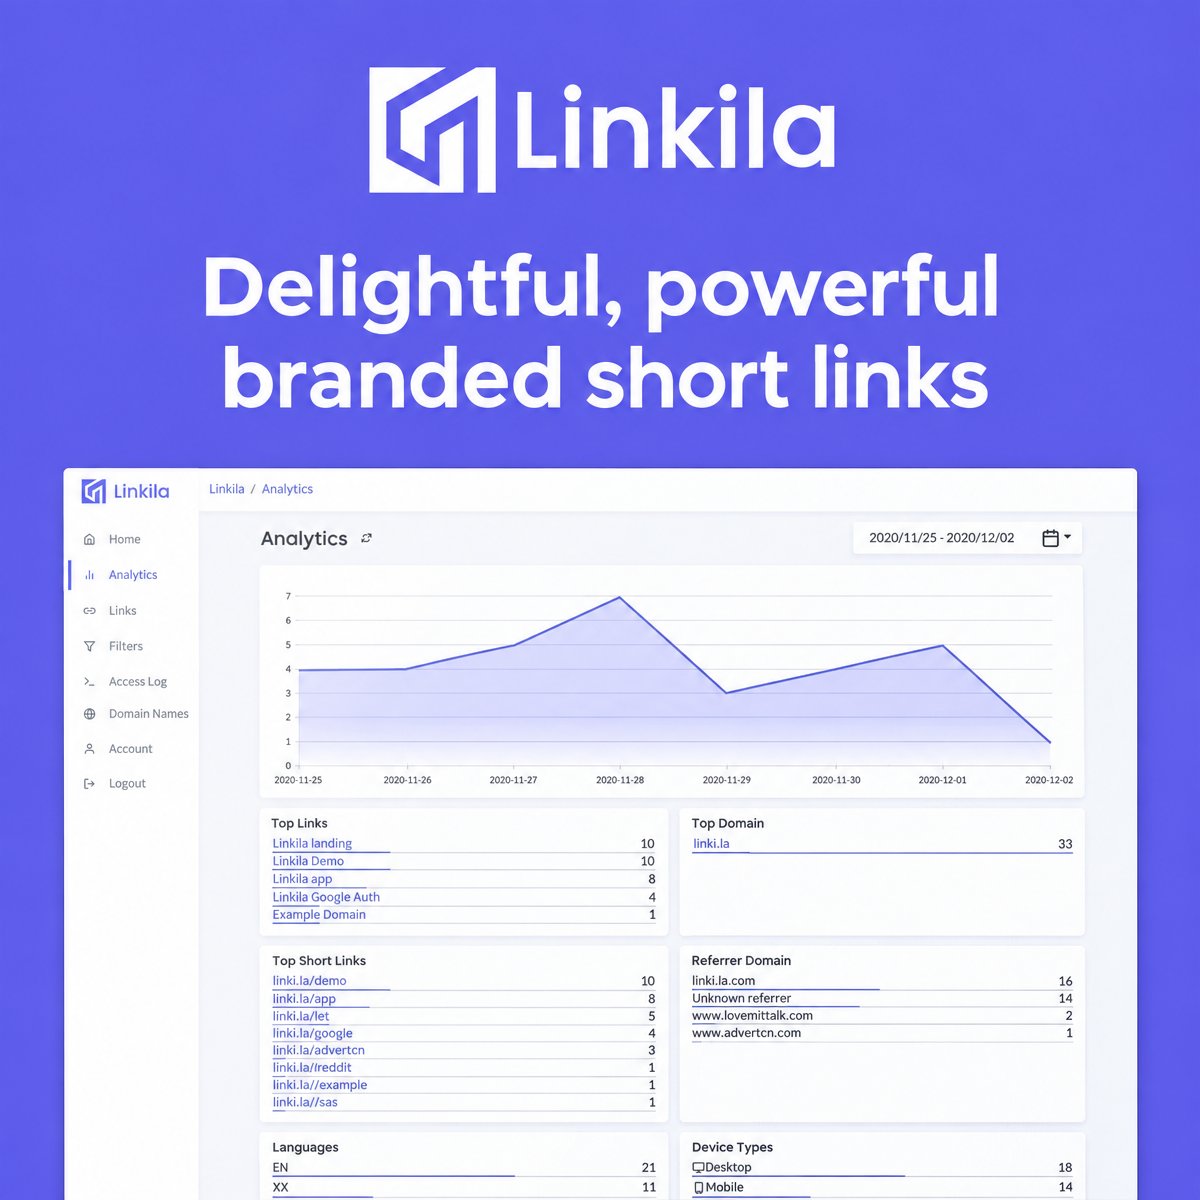 Linkila
Delightful, powerful
branded short links
Linkila
Linkila / Analytics
Home
Analytics
Links
Filters
Access Log
Domain Names
Account
Logout
Analytics
2020/11/25 - 2020/12/02
7
6
5
4
3
2
1
0
2020-11-25
2020-11-26
2020-11-27
2020-11-28
2020-11-29
2020-11-30
2020-12-01
2020-12-02
Top Links
Linkila landing 10
Linkila Demo 10
Linkila app 8
Linkila Google Auth 4
Example Domain 1
Top Domain
linki.la 33
Top Short Links
linki.la/demo 10
linki.la/app 8
linki.la/let 5
linki.la/google 4
linki.la/advertcn 3
linki.la//reddit 1
linki.la//example 1
linki.la//sas 1
Referrer Domain
linki.la.com 16
Unknown referrer 14
www.lovemittalk.com 2
www.advertcn.com 1
Languages
EN 21
XX 11
Device Types
Desktop 18
Mobile 14